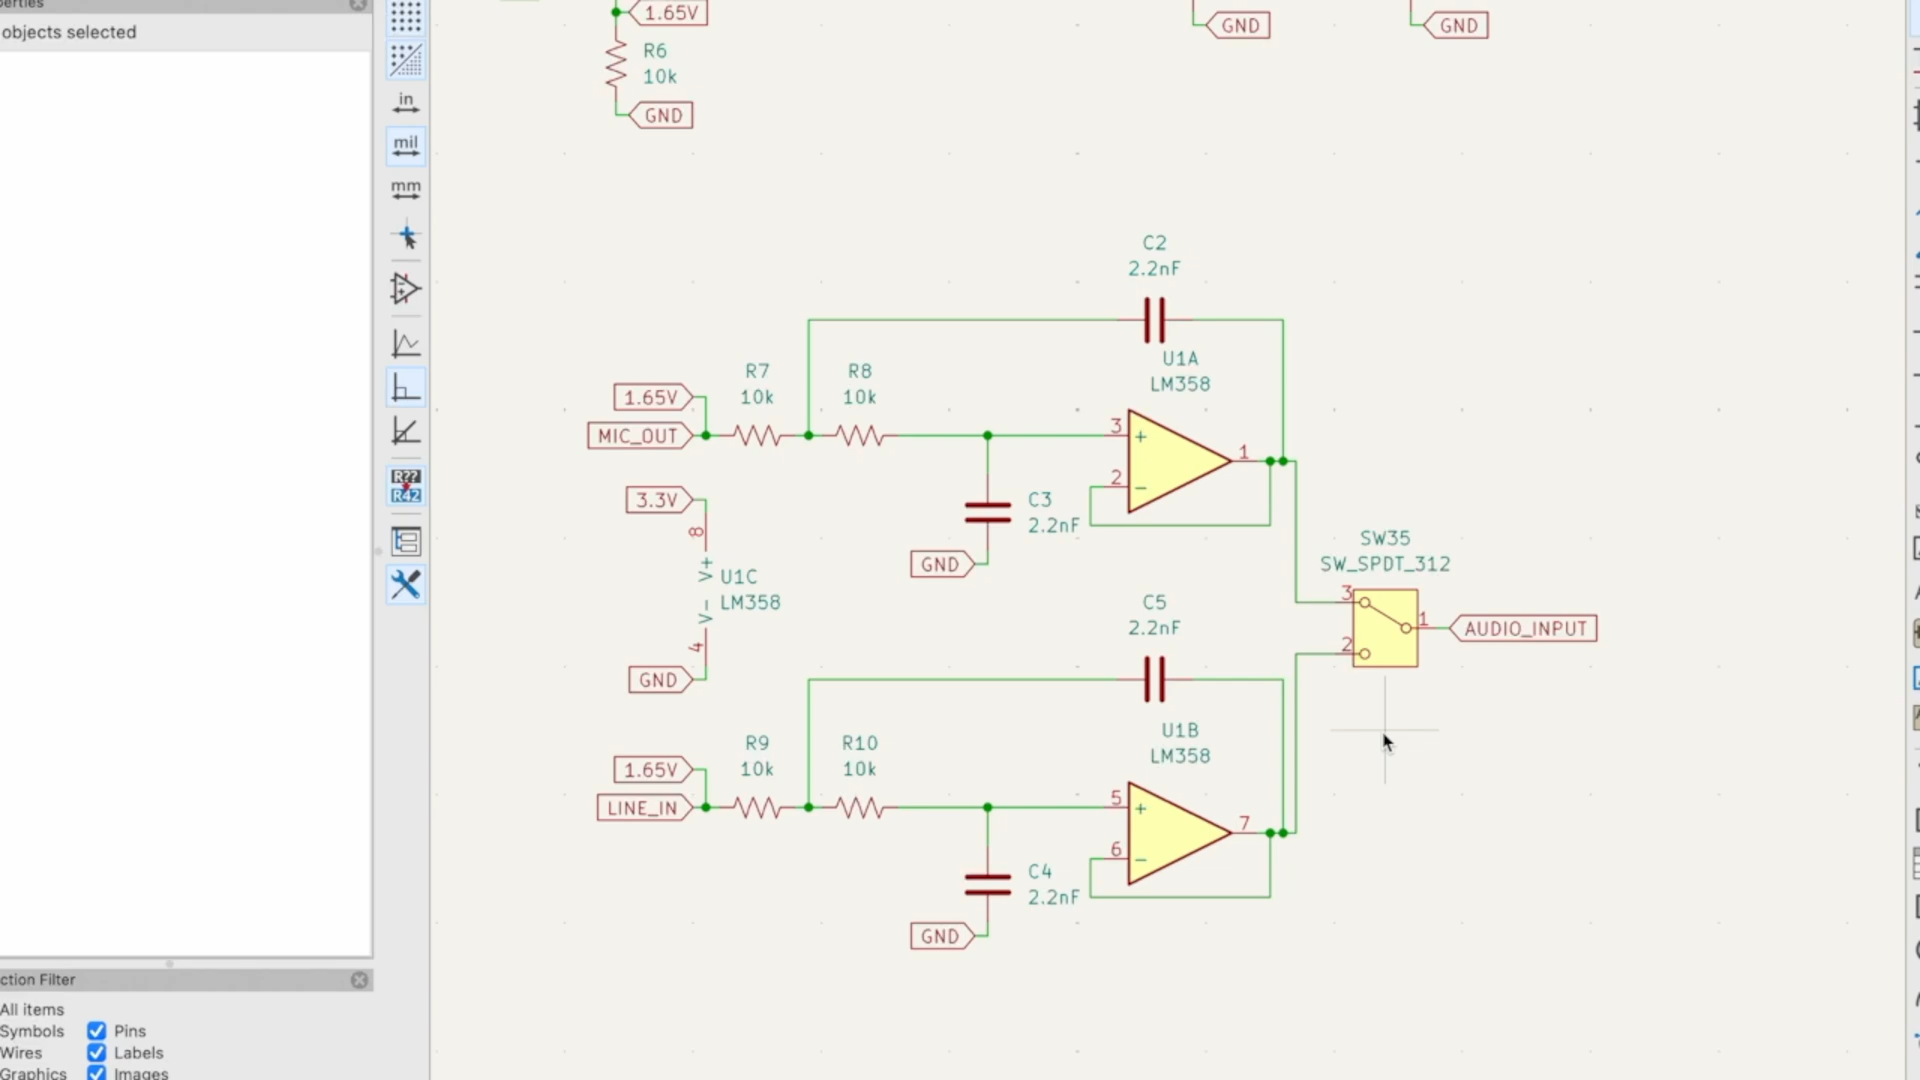 perties
objects selected
1.65V
R6
10k
GND
GND
GND
in
mil
mm
R??
R42
C2
2.2nF
U1A
LM358
R7
10k
R8
10k
1.65V
MIC_OUT
3
+
2
−
1
3.3V
8
V+
V−
4
U1C
LM358
GND
C3
2.2nF
GND
SW35
SW_SPDT_312
3
2
1
AUDIO_INPUT
C5
2.2nF
U1B
LM358
R9
10k
R10
10k
1.65V
LINE_IN
5
+
6
−
7
C4
2.2nF
GND
ction Filter
All items
Symbols
Pins
Wires
Labels
Graphics
Images